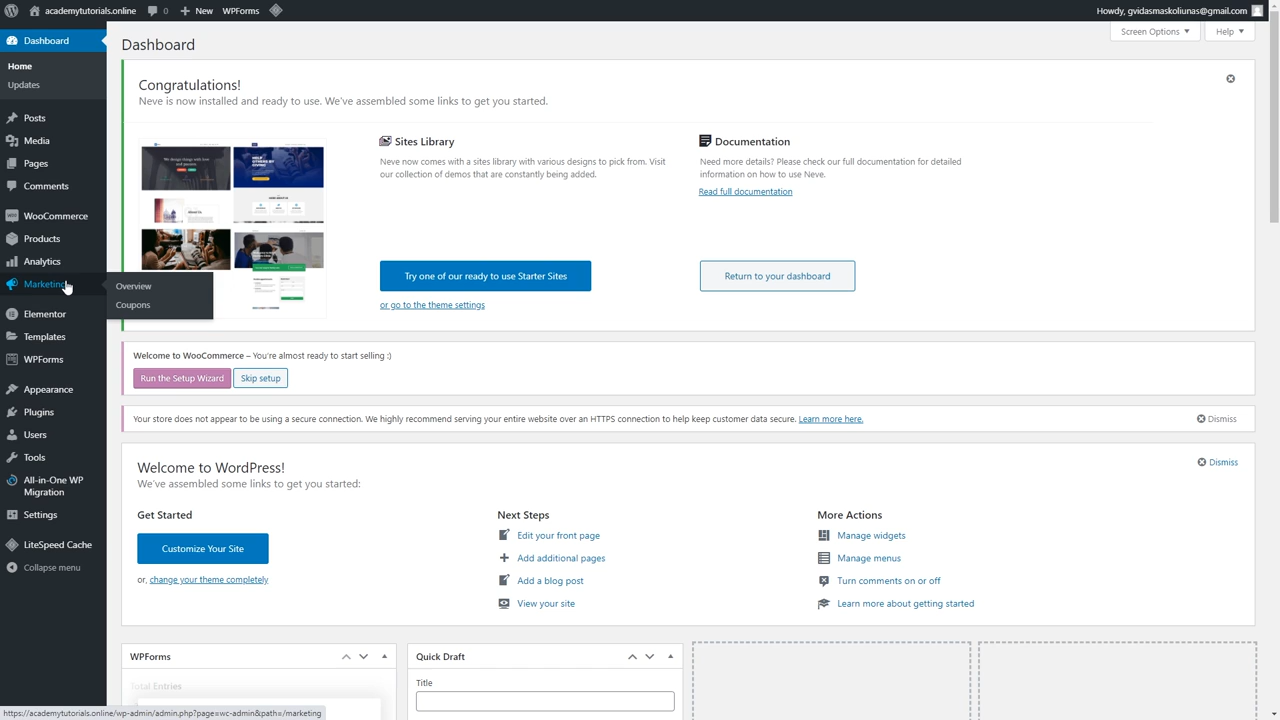 academytutorials.online
0
New
WPForms
Howdy, gvidasmaskoliunas@gmail.com
Dashboard
Home
Updates
Posts
Media
Pages
Comments
WooCommerce
Products
Analytics
Marketing
Overview
Coupons
Elementor
Templates
WPForms
Appearance
Plugins
Users
Tools
All-in-One WP
Migration
Settings
LiteSpeed Cache
Collapse menu
Dashboard
Screen Options
Help
Congratulations!
Neve is now installed and ready to use. We've assembled some links to get you started.
Sites Library
Neve now comes with a sites library with various designs to pick from. Visit
our collection of demos that are constantly being added.
Try one of our ready to use Starter Sites
or go to the theme settings
Documentation
Need more details? Please check our full documentation for detailed
information on how to use Neve.
Read full documentation
Return to your dashboard
Welcome to WooCommerce – You're almost ready to start selling :)
Run the Setup Wizard
Skip setup
Your store does not appear to be using a secure connection. We highly recommend serving your entire website over an HTTPS connection to help keep customer data secure. Learn more here.
Dismiss
Welcome to WordPress!
We've assembled some links to get you started:
Dismiss
Get Started
Customize Your Site
or, change your theme completely
Next Steps
Edit your front page
Add additional pages
Add a blog post
View your site
More Actions
Manage widgets
Manage menus
Turn comments on or off
Learn more about getting started
WPForms
Total Entries
Quick Draft
Title
https://academytutorials.online/wp-admin/admin.php?page=wc-admin&path=/marketing